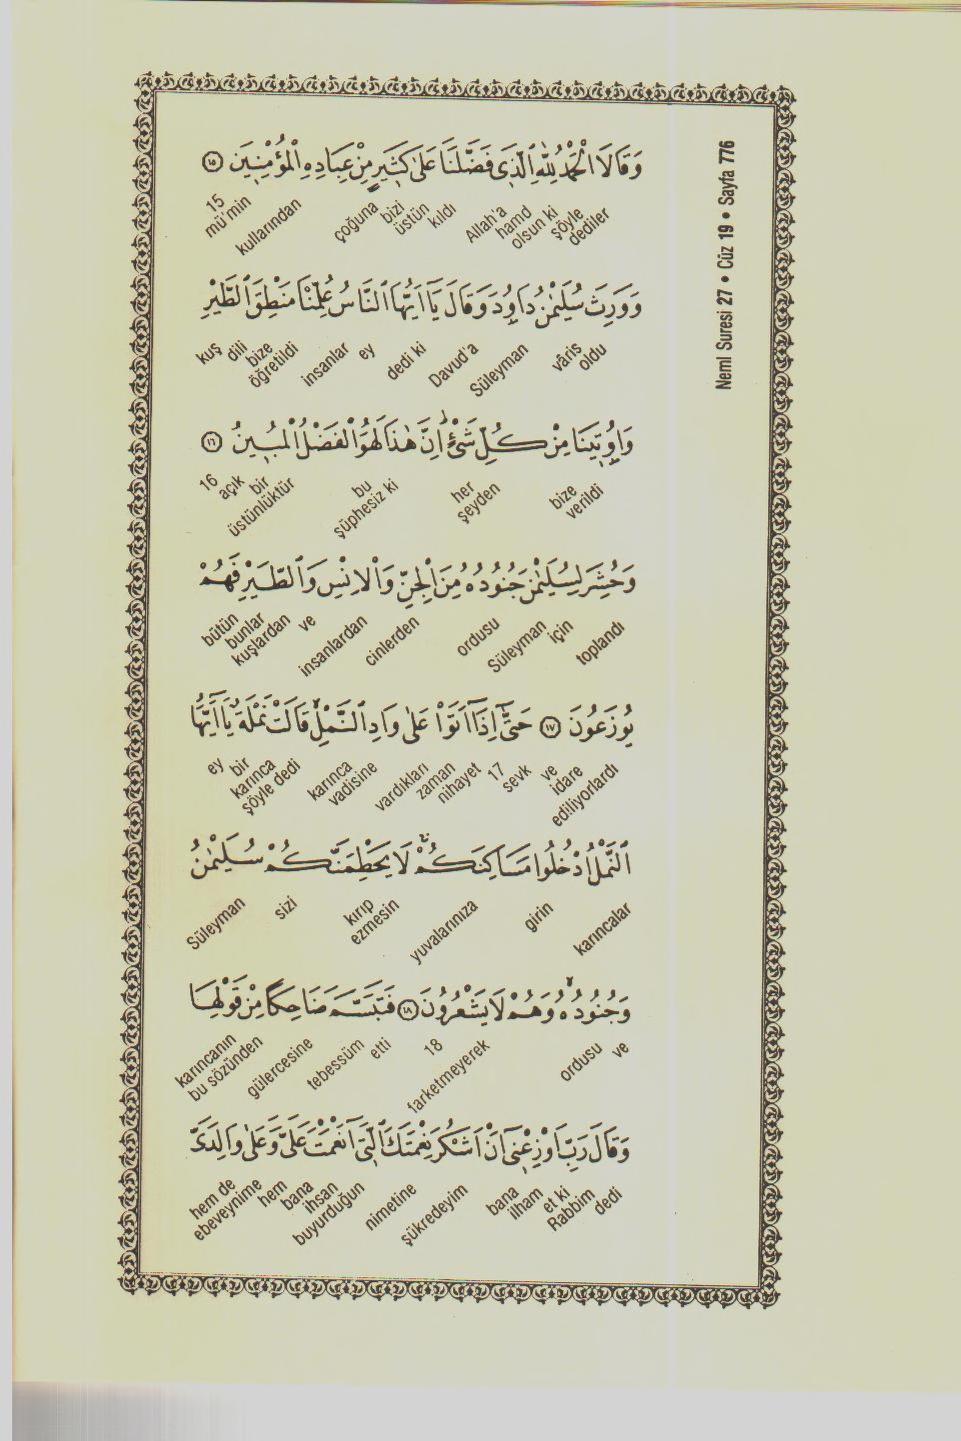 Neml Suresi 27 • Cüz 19 • Sayfa 776
وَقَالَا الْحَمْدُ لِلّٰهِ الَّذٖى فَضَّلَنَا عَلٰى كَثٖيرٍ مِنْ عِبَادِهِ الْمُؤْمِنٖينَ ﴿١٥﴾
şöyle dediler hamd olsun ki Allah'a kıldı bizi üstün çoğuna kullarından mü'min 15
وَوَرِثَ سُلَيْمٰنُ دَاوُدَ وَقَالَ يَٓا اَيُّهَا النَّاسُ عُلِّمْنَا مَنْطِقَ الطَّيْرِ
vâris oldu Süleyman Davud'a dedi ki ey insanlar bize öğretildi dili kuş
وَاُوتٖينَا مِنْ كُلِّ شَیْءٍ اِنَّ هٰذَا لَهُوَ الْفَضْلُ الْمُبٖينُ ﴿١٦﴾
bize verildi her şeyden bu şüphesiz ki bir üstünlüktür açık 16
وَحُشِرَ لِسُلَيْمٰنَ جُنُودُهُ مِنَ الْجِنِّ وَالْاِنْسِ وَالطَّيْرِ فَهُمْ
toplandı için Süleyman ordusu cinlerden insanlardan ve kuşlardan bunlar bütün
يُوزَعُونَ ﴿١٧﴾ حَتّٰٓى اِذَٓا اَتَوْا عَلٰى وَادِ النَّمْلِ قَالَتْ نَمْلَةٌ يَٓا اَيُّهَا
ve idare ediliyorlardı sevk 17 nihayet zaman vardıkları karınca vadisine şöyle dedi karınca bir ey
النَّمْلُ ادْخُلُوا مَسَاكِنَكُمْ لَا يَحْطِمَنَّكُمْ سُلَيْمٰنُ
karıncalar girin yuvalarınıza kırıp ezmesin sizi Süleyman
وَجُنُودُهُ وَهُمْ لَا يَشْعُرُونَ ﴿١٨﴾ فَتَبَسَّمَ ضَاحِكًا مِنْ قَوْلِهَا
ve ordusu farketmeyerek 18 etti tebessüm gülercesine karıncanın bu sözünden
وَقَالَ رَبِّ اَوْزِعْنٖٓى اَنْ اَشْكُرَ نِعْمَتَكَ الَّتٖٓى اَنْعَمْتَ عَلَیَّ وَعَلٰى وَالِدَیَّ
dedi Rabbim et ki ilham bana şükredeyim nimetine buyurduğun ihsan bana hem ebeveynime hem de